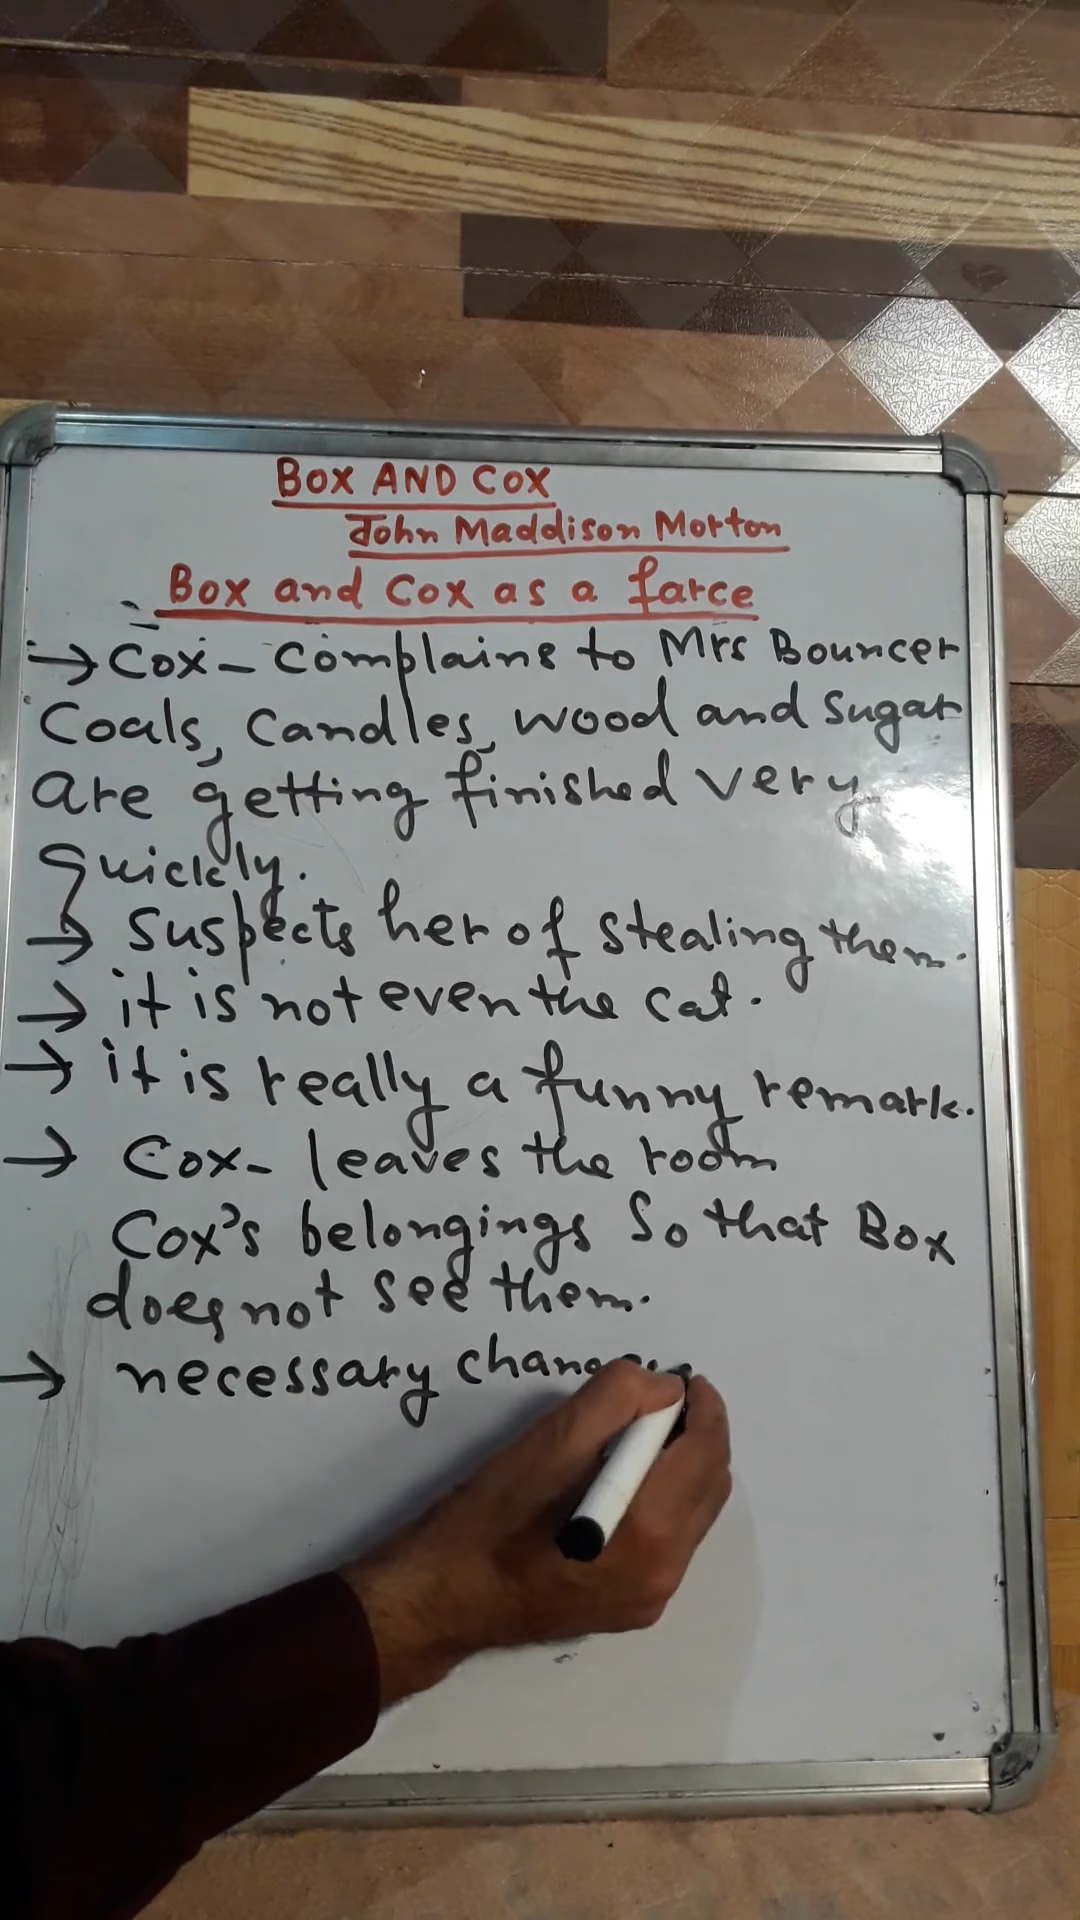 BOX AND COX
John Maddison Morton
Box and Cox as a farce
→ Cox - Complains to Mrs Bouncer
Coals, Candles, wood and sugar
are getting finished very
quickly.
→ suspects her of stealing them.
→ it is not even the cat.
→ it is really a funny remark.
→ Cox - leaves the room
Cox's belongings so that Box
does not see them.
→ necessary